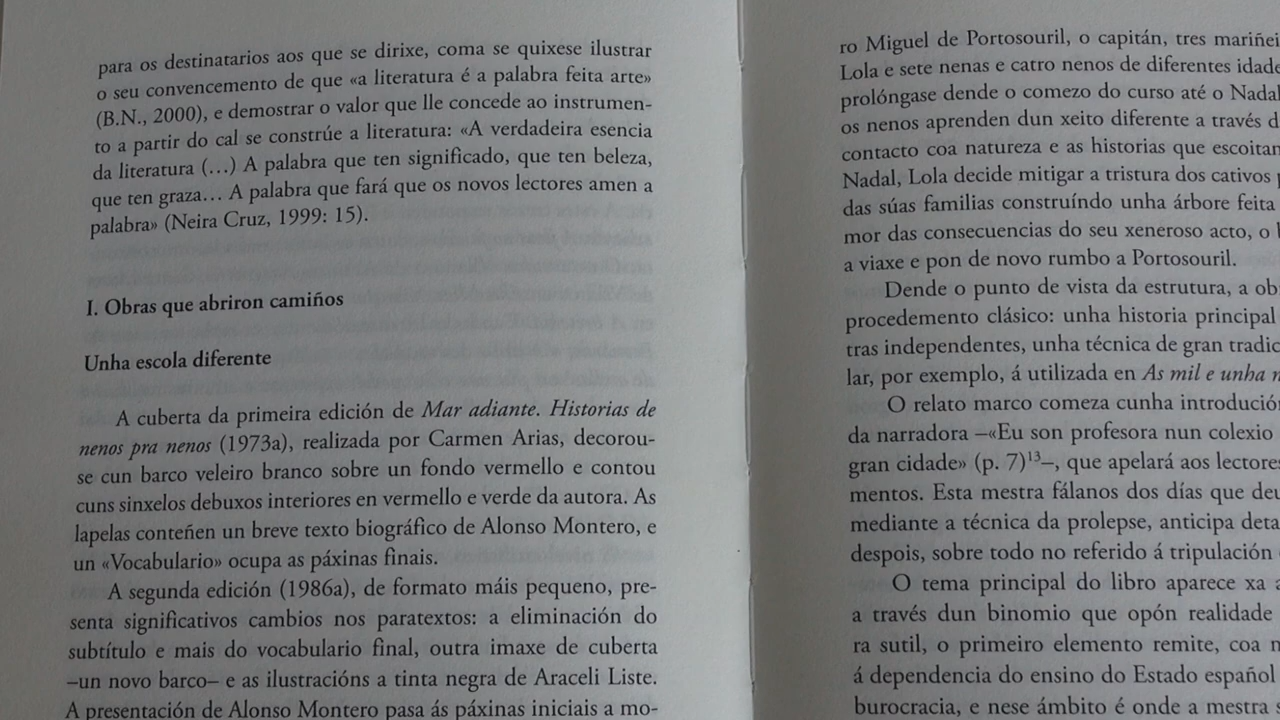 para os destinatarios aos que se dirixe, coma se quixese ilustrar
o seu convencemento de que «a literatura é a palabra feita arte»
(B.N., 2000), e demostrar o valor que lle concede ao instrumen-
to a partir do cal se constrúe a literatura: «A verdadeira esencia
da literatura (…) A palabra que ten significado, que ten beleza,
que ten graza… A palabra que fará que os novos lectores amen a
palabra» (Neira Cruz, 1999: 15).
I. Obras que abriron camiños
Unha escola diferente
A cuberta da primeira edición de Mar adiante. Historias de
nenos pra nenos (1973a), realizada por Carmen Arias, decorou-
se cun barco veleiro branco sobre un fondo vermello e contou
cuns sinxelos debuxos interiores en vermello e verde da autora. As
lapelas conteñen un breve texto biográfico de Alonso Montero, e
un «Vocabulario» ocupa as páxinas finais.
A segunda edición (1986a), de formato máis pequeno, pre-
senta significativos cambios nos paratextos: a eliminación do
subtítulo e mais do vocabulario final, outra imaxe de cuberta
–un novo barco– e as ilustracións a tinta negra de Araceli Liste.
A presentación de Alonso Montero pasa ás páxinas iniciais a mo-
ro Miguel de Portosouril, o capitán, tres mariñei
Lola e sete nenas e catro nenos de diferentes idade
prolóngase dende o comezo do curso até o Nadal
os nenos aprenden dun xeito diferente a través d
contacto coa natureza e as historias que escoitan
Nadal, Lola decide mitigar a tristura dos cativos
das súas familias construíndo unha árbore feita
mor das consecuencias do seu xeneroso acto, o
a viaxe e pon de novo rumbo a Portosouril.
Dende o punto de vista da estrutura, a ob
procedemento clásico: unha historia principal
tras independentes, unha técnica de gran tradic
lar, por exemplo, á utilizada en As mil e unha
O relato marco comeza cunha introdución
da narradora –«Eu son profesora nun colexio
gran cidade» (p. 7)¹³–, que apelará aos lectores
mentos. Esta mestra fálanos dos días que deu
mediante a técnica da prolepse, anticipa deta
despois, sobre todo no referido á tripulación
O tema principal do libro aparece xa
a través dun binomio que opón realidade
ra sutil, o primeiro elemento remite, coa
á dependencia do ensino do Estado español
burocracia, e nese ámbito é onde a mestra